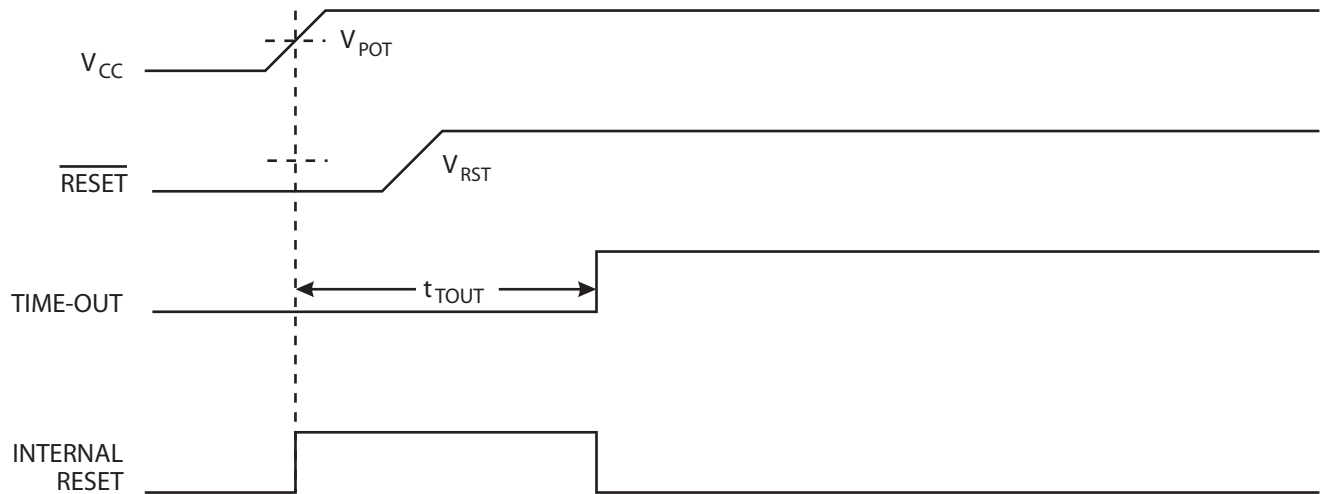 V_POT
V_CC
RESET
V_RST
TIME-OUT
t_TOUT
INTERNAL
RESET